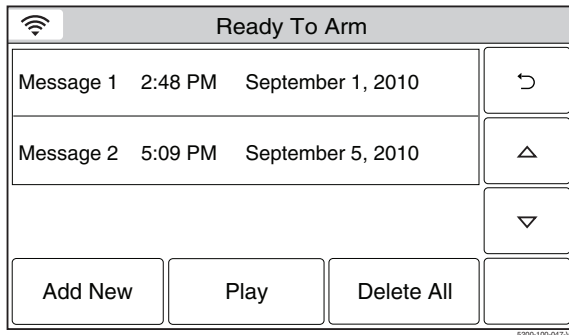 Ready To Arm
Message 1 2:48 PM September 1, 2010
Message 2 5:09 PM September 5, 2010
Add New Play Delete All